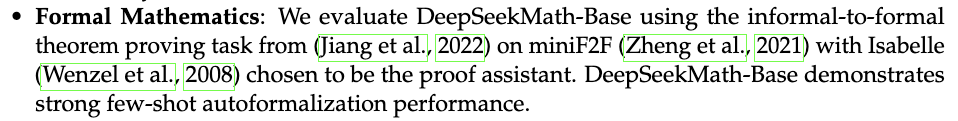 • Formal Mathematics: We evaluate DeepSeekMath-Base using the informal-to-formal
theorem proving task from (Jiang et al., 2022) on miniF2F (Zheng et al., 2021) with Isabelle
(Wenzel et al., 2008) chosen to be the proof assistant. DeepSeekMath-Base demonstrates
strong few-shot autoformalization performance.